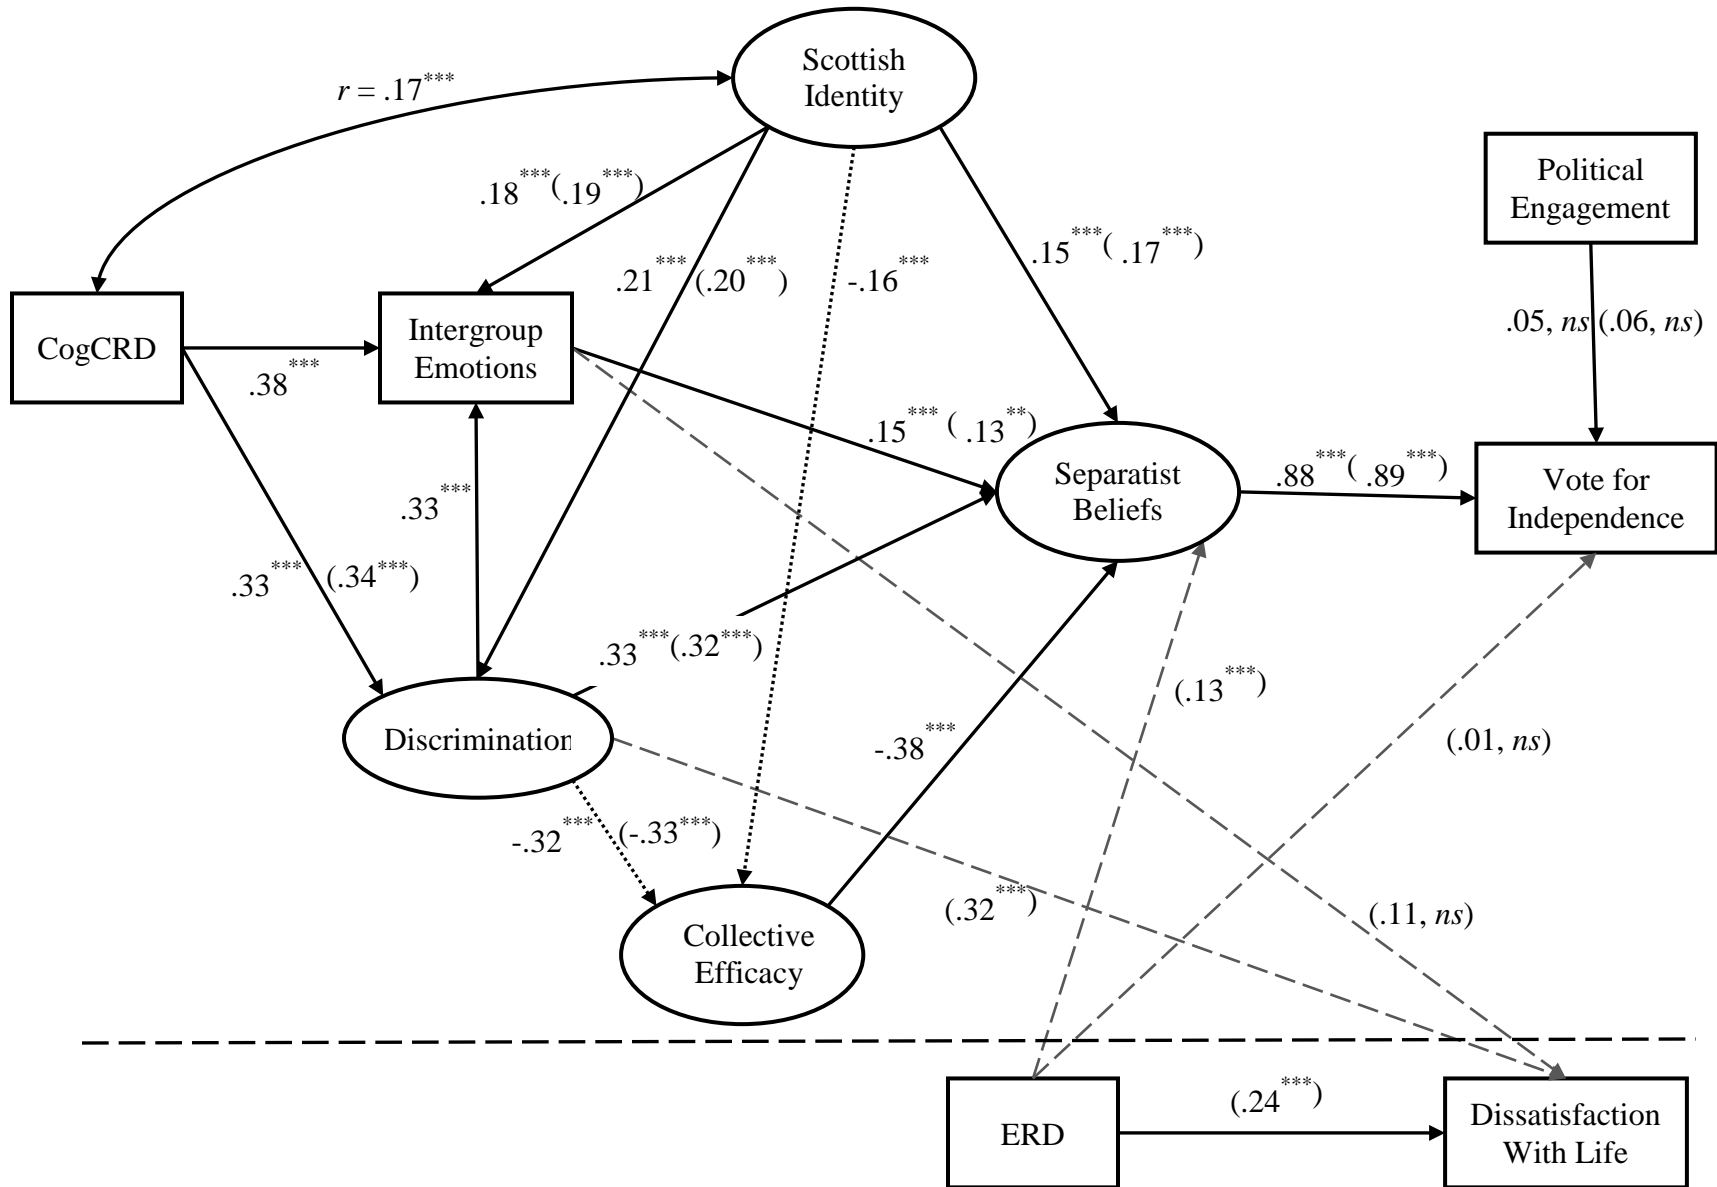 Scottish
Identity
r = .17***
Political
Engagement
.18***(.19***)
.21***(.20***)
-.16***
.15***( .17***)
CogCRD
Intergroup
Emotions
.05, ns (.06, ns)
.38***
.15*** ( .13**)
Separatist
Beliefs
.88***( .89***)
Vote for
Independence
.33***
.33*** (.34***)
.33***(.32***)
(.13***)
Discrimination
-.38***
(.01, ns)
-.32*** (-.33***)
(.32***)
(.11, ns)
Collective
Efficacy
ERD
(.24***)
Dissatisfaction
With Life